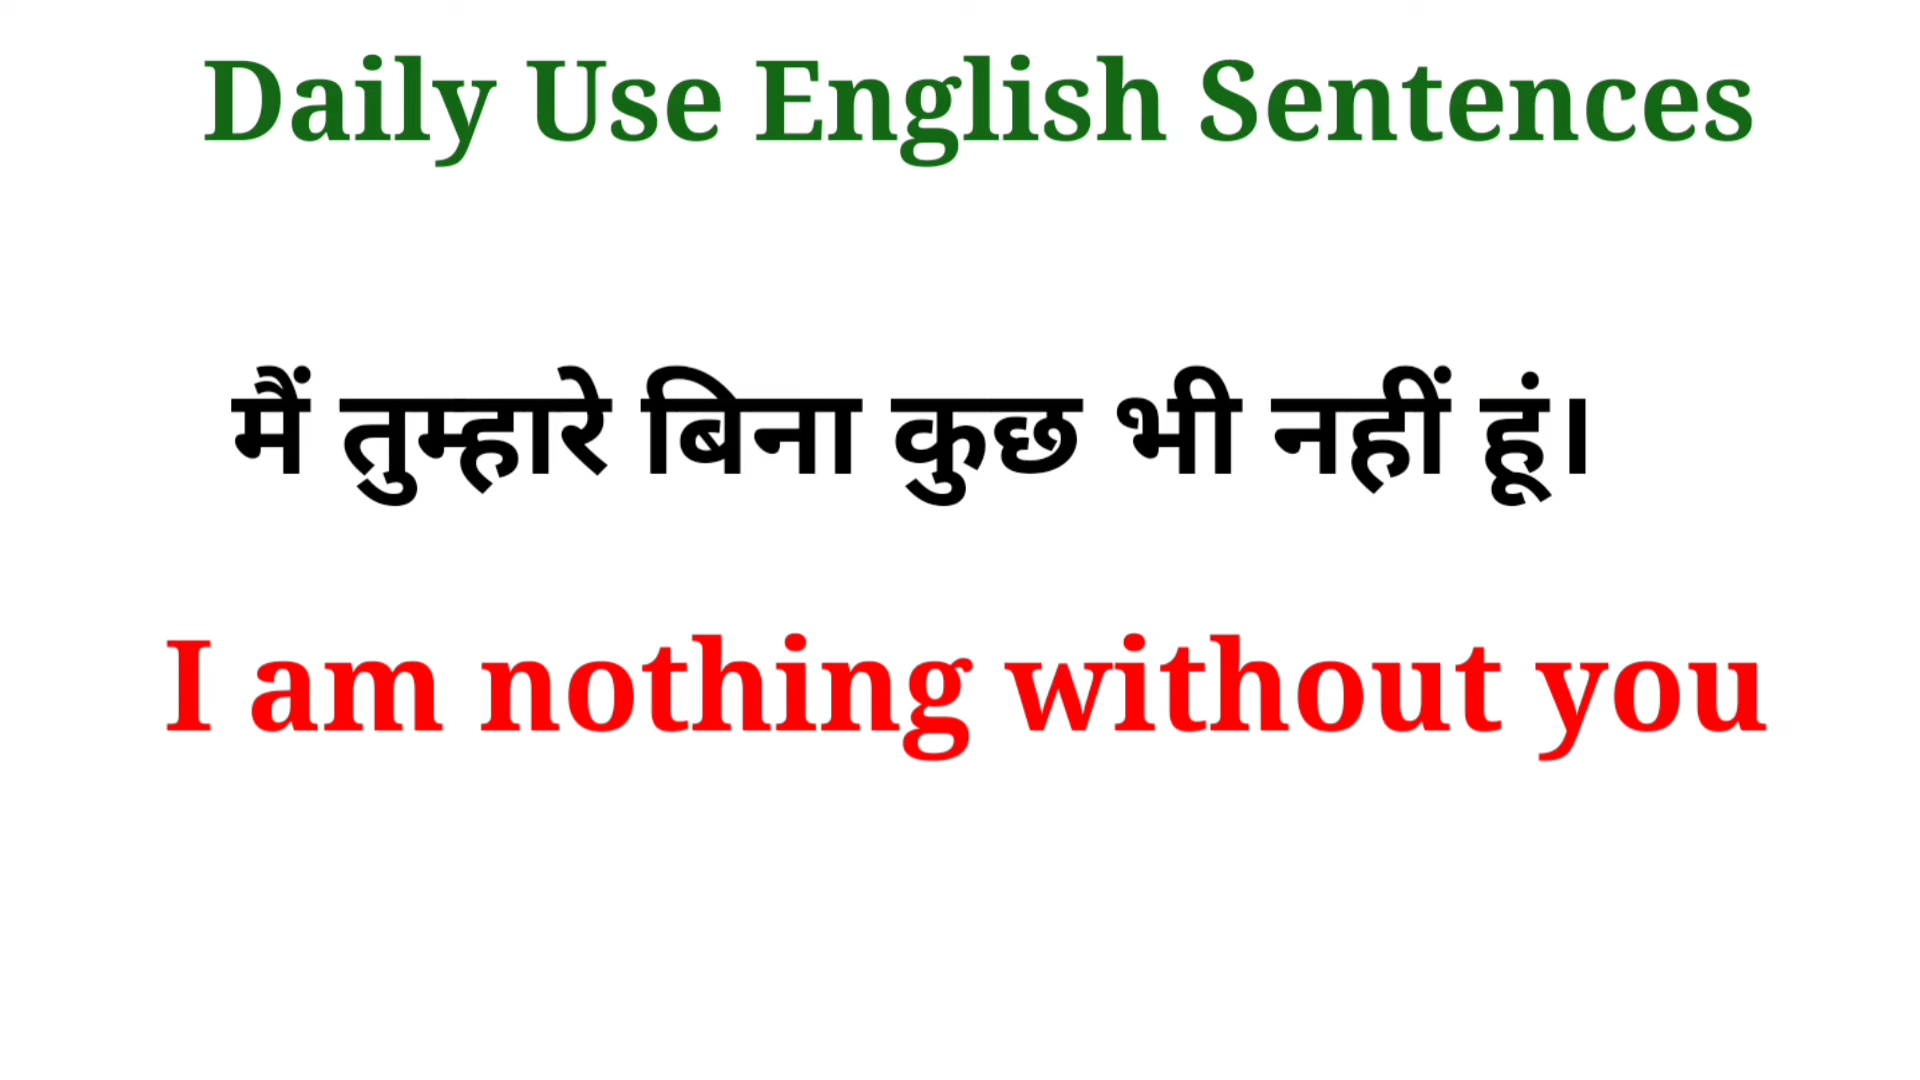 Daily Use English Sentences
मैं तुम्हारे बिना कुछ भी नहीं हूं।
I am nothing without you